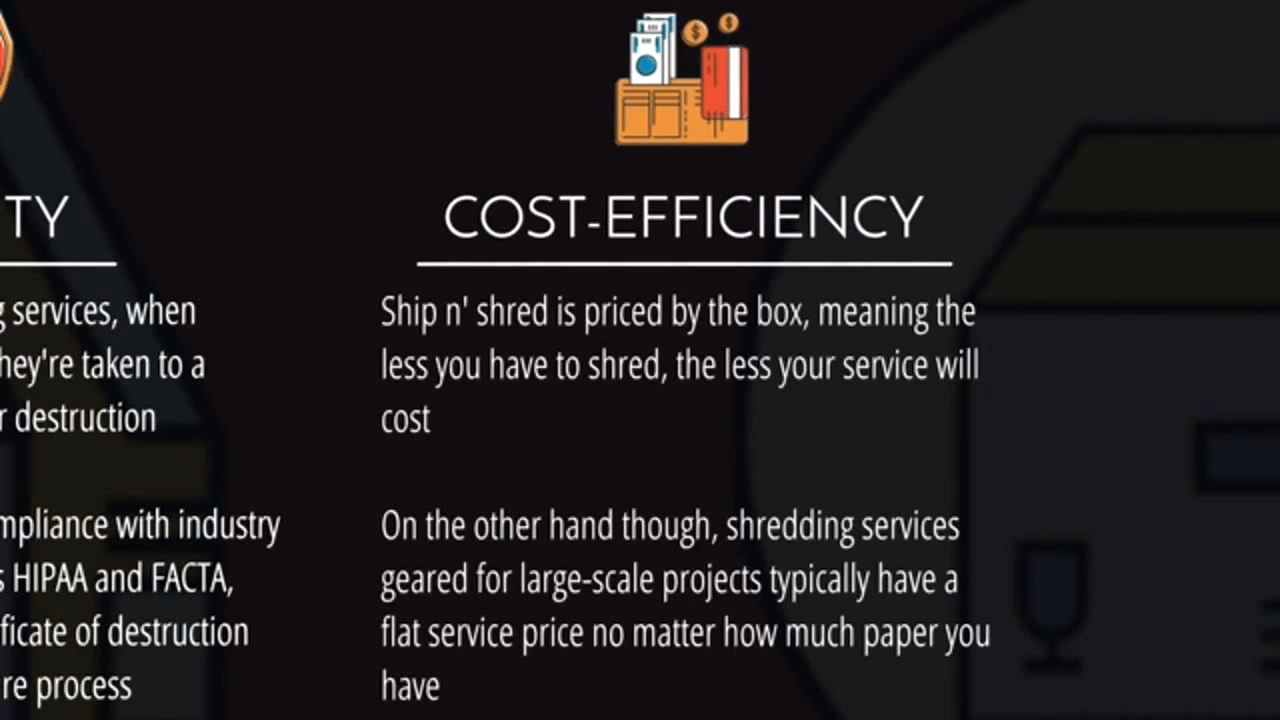 TY
g services, when
hey're taken to a
r destruction
mpliance with industry
s HIPAA and FACTA,
ficate of destruction
re process
COST-EFFICIENCY
Ship n' shred is priced by the box, meaning the
less you have to shred, the less your service will
cost
On the other hand though, shredding services
geared for large-scale projects typically have a
flat service price no matter how much paper you
have